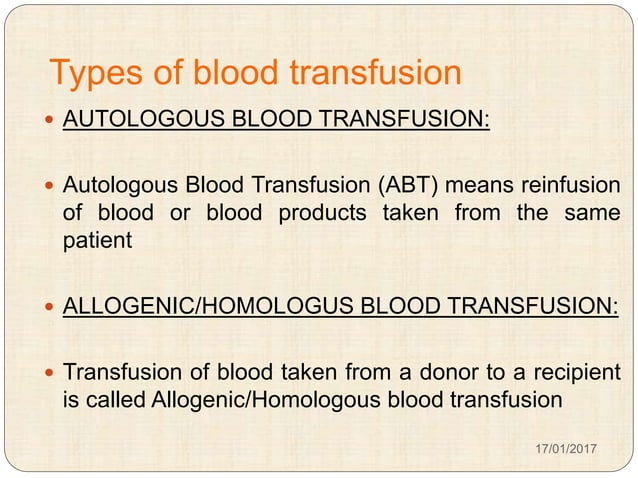 Types of blood transfusion
AUTOLOGOUS BLOOD TRANSFUSION:
Autologous Blood Transfusion (ABT) means reinfusion
of blood or blood products taken from the same
patient
ALLOGENIC/HOMOLOGUS BLOOD TRANSFUSION:
Transfusion of blood taken from a donor to a recipient
is called Allogenic/Homologous blood transfusion
17/01/2017